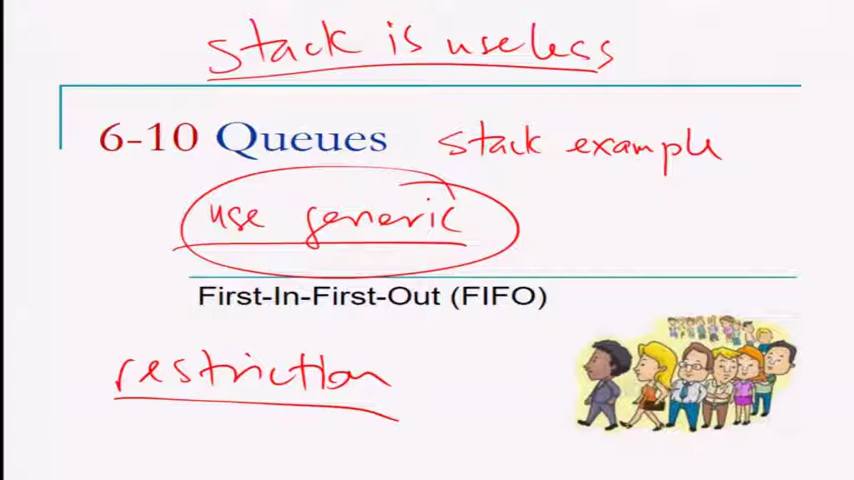 stack is useless
6-10 Queues stack example
use generic
First-In-First-Out (FIFO)
restriction